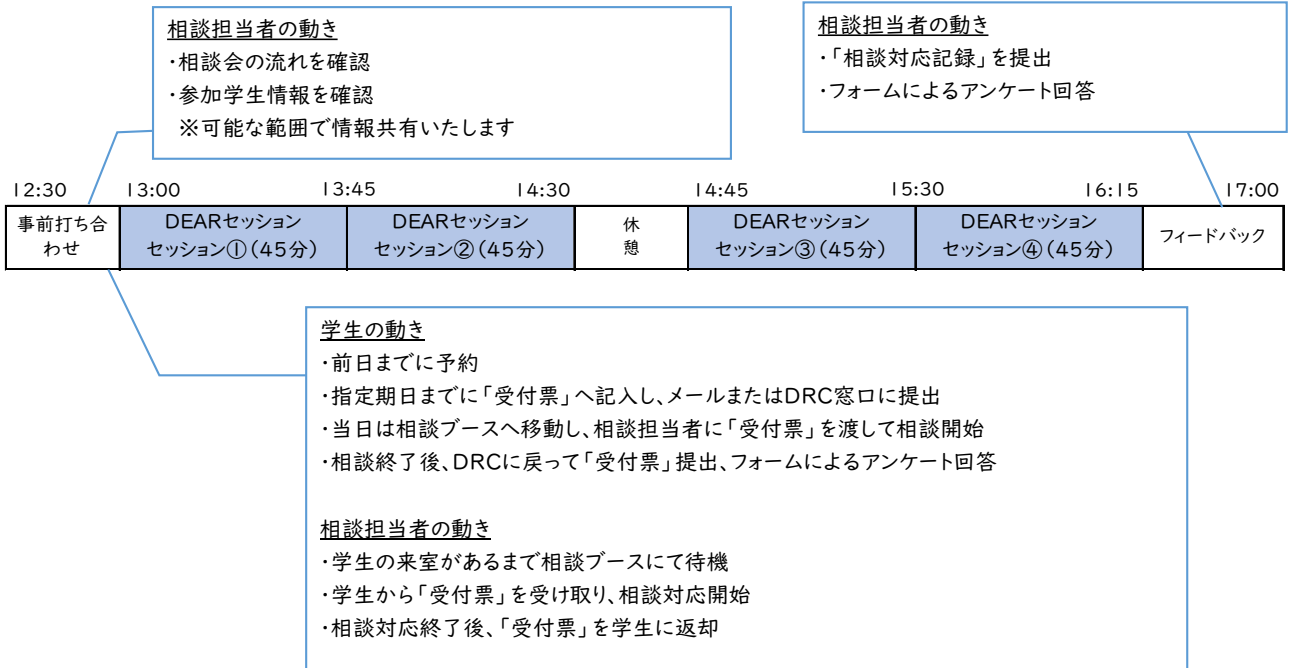 相談担当者の動き
・相談会の流れを確認
・参加学生情報を確認
※可能な範囲で情報共有いたします
相談担当者の動き
・「相談対応記録」を提出
・フォームによるアンケート回答
12:30 13:00 13:45 14:30 14:45 15:30 16:15 17:00
事前打ち合
わせ
DEARセッション
セッション①(45分)
DEARセッション
セッション②(45分)
休
憩
DEARセッション
セッション③(45分)
DEARセッション
セッション④(45分)
フィードバック
学生の動き
・前日までに予約
・指定期日までに「受付票」へ記入し、メールまたはDRC窓口に提出
・当日は相談ブースへ移動し、相談担当者に「受付票」を渡して相談開始
・相談終了後、DRCに戻って「受付票」提出、フォームによるアンケート回答
相談担当者の動き
・学生の来室があるまで相談ブースにて待機
・学生から「受付票」を受け取り、相談対応開始
・相談対応終了後、「受付票」を学生に返却